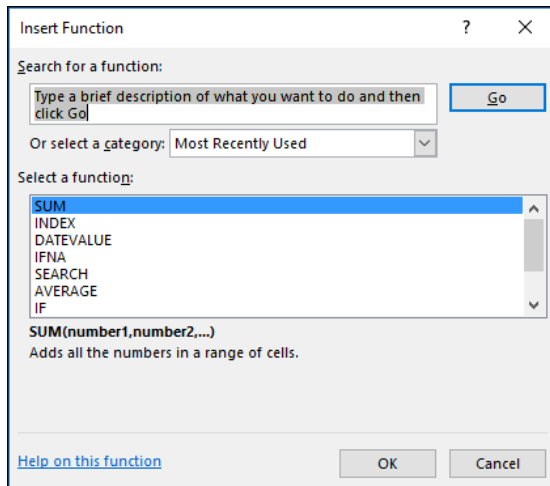 Insert Function ? X
Search for a function:
Type a brief description of what you want to do and then
click Go
Go
Or select a category: Most Recently Used
Select a function:
SUM
INDEX
DATEVALUE
IFNA
SEARCH
AVERAGE
IF
SUM(number1,number2,...)
Adds all the numbers in a range of cells.
Help on this function
OK
Cancel